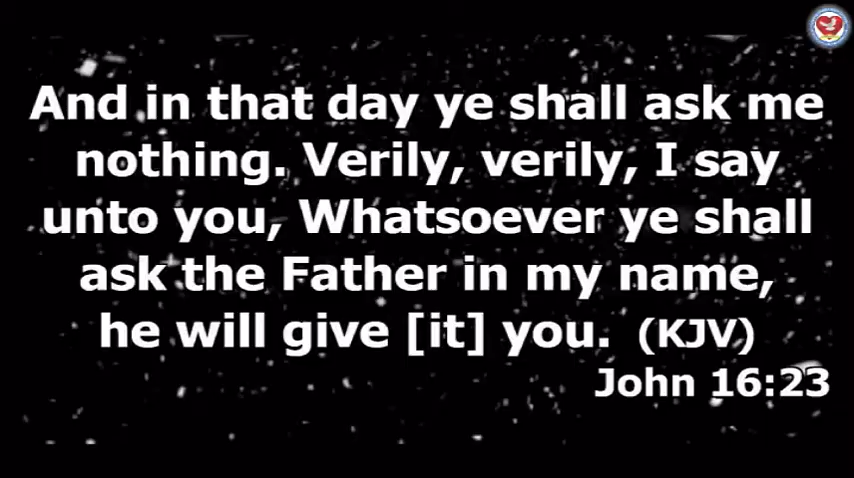 And in that day ye shall ask me
nothing. Verily, verily, I say
unto you, Whatsoever ye shall
ask the Father in my name,
he will give [it] you. (KJV)
John 16:23